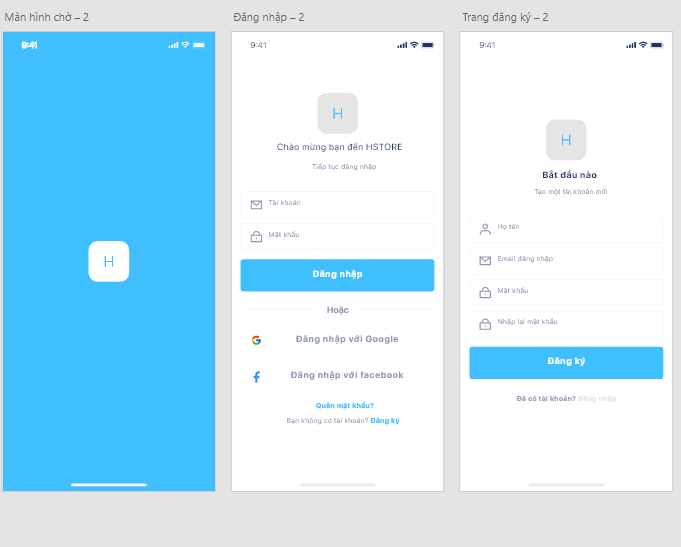 Màn hình chờ – 2
9:41
H
Đăng nhập – 2
9:41
H
Chào mừng bạn đến HSTORE
Tiếp tục đăng nhập
Tài khoản
Mật khẩu
Đăng nhập
Hoặc
Đăng nhập với Google
Đăng nhập với facebook
Quên mật khẩu?
Bạn không có tài khoản? Đăng ký
Trang đăng ký – 2
9:41
H
Bắt đầu nào
Tạo một tài khoản mới
Họ tên
Email đăng nhập
Mật khẩu
Nhập lại mật khẩu
Đăng ký
Đã có tài khoản? Đăng nhập